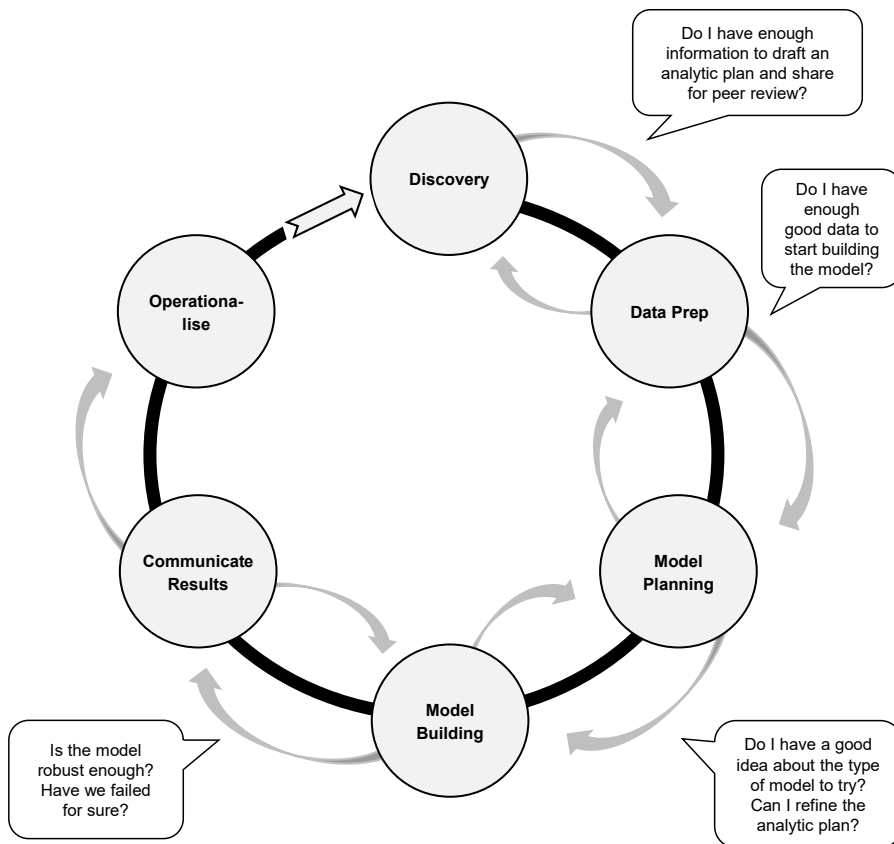 Do I have enough
information to draft an
analytic plan and share
for peer review?
Discovery
Do I have
enough
good data to
start building
the model?
Operationa-
lise
Data Prep
Communicate
Results
Model
Planning
Model
Building
Is the model
robust enough?
Have we failed
for sure?
Do I have a good
idea about the type
of model to try?
Can I refine the
analytic plan?